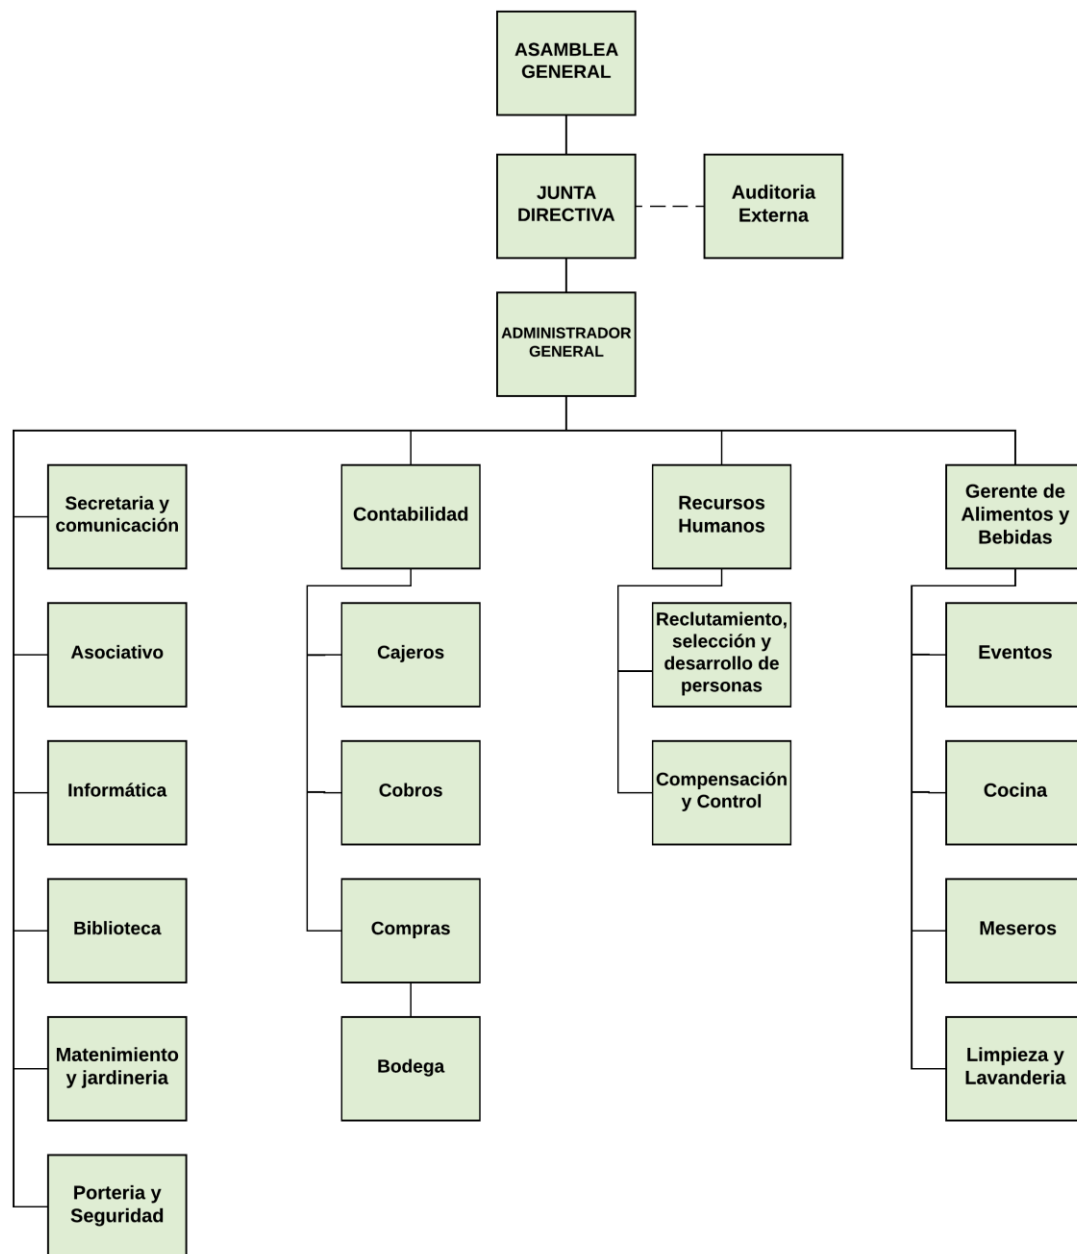 ASAMBLEA
GENERAL
JUNTA
DIRECTIVA
Auditoria
Externa
ADMINISTRADOR
GENERAL
Secretaria y
comunicación
Contabilidad
Recursos
Humanos
Gerente de
Alimentos y
Bebidas
Asociativo
Cajeros
Reclutamiento,
selección y
desarrollo de
personas
Eventos
Informática
Cobros
Compensación
y Control
Cocina
Biblioteca
Compras
Meseros
Matenimiento
y jardineria
Bodega
Limpieza y
Lavanderia
Porteria y
Seguridad